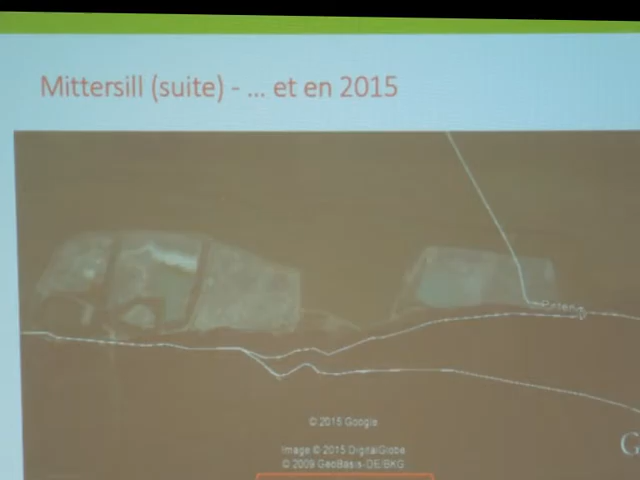 Mittersill (suite) - ... et en 2015
© 2015 Google
Image © 2015 DigitalGlobe
© 2009 GeoBasis-DE/BKG
G